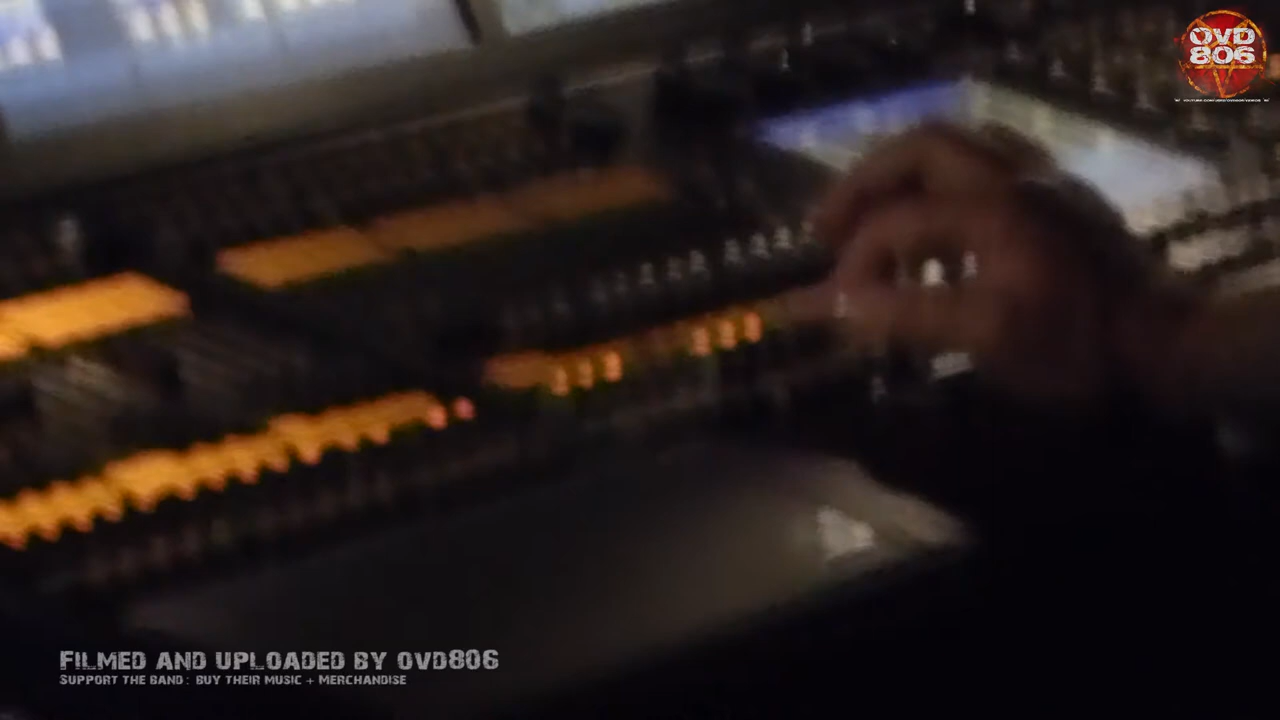 OVD
806
Filmed and uploaded by ovd806
Support the band : buy their music + Merchandise